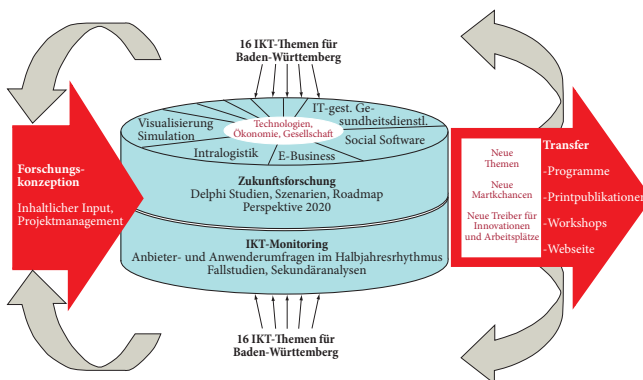 16 IKT-Themen für
Baden-Württemberg
IT-gest. Ge-
sundheitsdienstl.
Visualisierung
Simulation
Technologien,
Ökonomie, Gesellschaft
Social Software
Intralogistik
E-Business
Forschungs-
konzeption
Inhaltlicher Input,
Projektmanagement
Zukunftsforschung
Delphi Studien, Szenarien, Roadmap
Perspektive 2020
IKT-Monitoring
Anbieter- und Anwenderumfragen im Halbjahresrhythmus
Fallstudien, Sekundäranalysen
Neue
Themen
Neue
Martkchancen
Neue Treiber für
Innovationen
und Arbeitsplätze
Transfer
-Programme
-Printpublikationen
-Workshops
-Webseite
16 IKT-Themen für
Baden-Württemberg